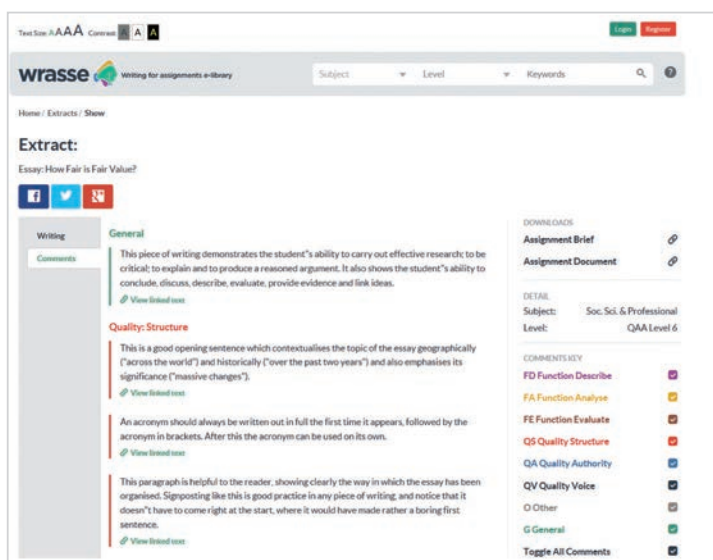 Text Size: A A A A Contrast: A A A
Login Register
wrasse Writing for assignments e-library
Subject Level Keywords
Home / Extracts / Show
Extract:
Essay: How Fair is Fair Value?
Writing
Comments
General
This piece of writing demonstrates the student"s ability to carry out effective research; to be
critical; to explain and to produce a reasoned argument. It also shows the student"s ability to
conclude, discuss, describe, evaluate, provide evidence and link ideas.
View linked text
Quality: Structure
This is a good opening sentence which contextualises the topic of the essay geographically
("across the world") and historically ("over the past two years") and also emphasises its
significance ("massive changes").
View linked text
An acronym should always be written out in full the first time it appears, followed by the
acronym in brackets. After this the acronym can be used on its own.
View linked text
This paragraph is helpful to the reader, showing clearly the way in which the essay has been
organised. Signposting like this is good practice in any piece of writing, and notice that it
doesn"t have to come right at the start, where it would have made rather a boring first
sentence.
View linked text
DOWNLOADS
Assignment Brief
Assignment Document
DETAIL
Subject: Soc. Sci. & Professional
Level: QAA Level 6
COMMENTS KEY
FD Function Describe
FA Function Analyse
FE Function Evaluate
QS Quality Structure
QA Quality Authority
QV Quality Voice
O Other
G General
Toggle All Comments